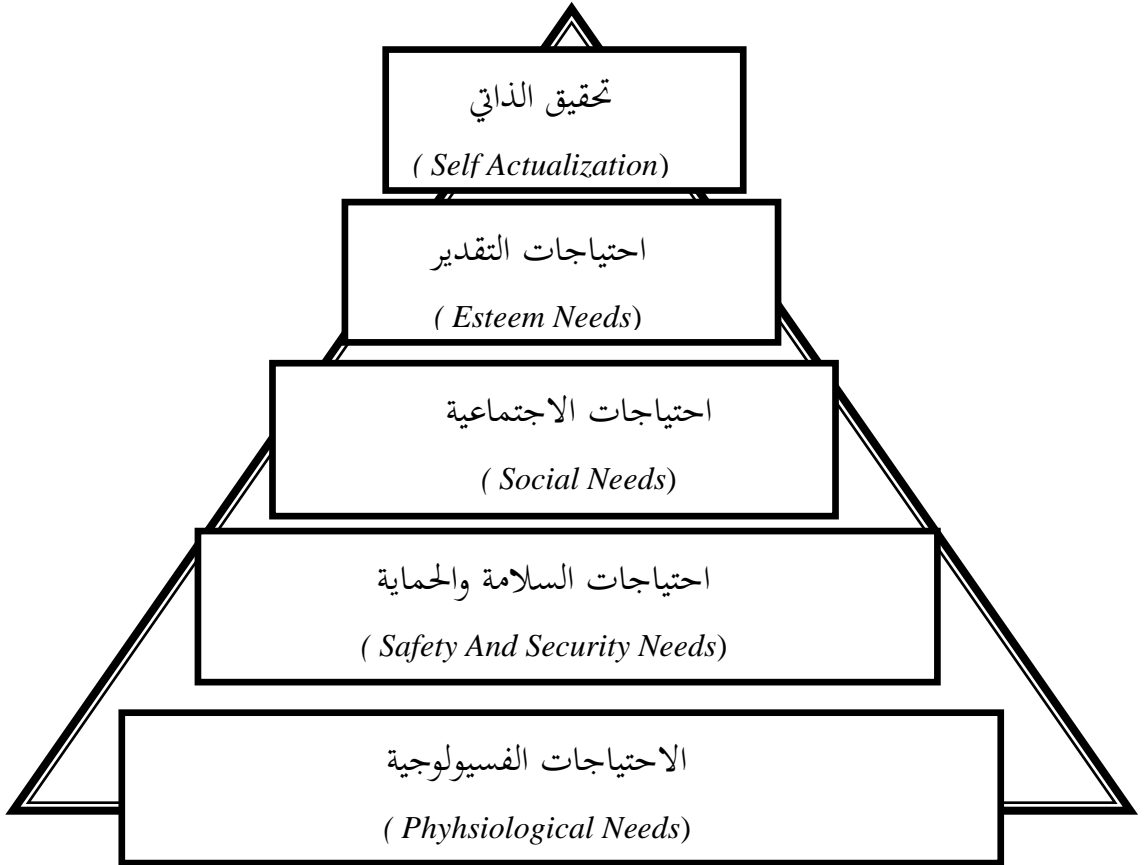 تحقيق الذاتي
( Self Actualization)
احتياجات التقدير
( Esteem Needs)
احتياجات الاجتماعية
( Social Needs)
احتياجات السلامة والحماية
( Safety And Security Needs)
الاحتياجات الفسيولوجية
( Phyhsiological Needs)